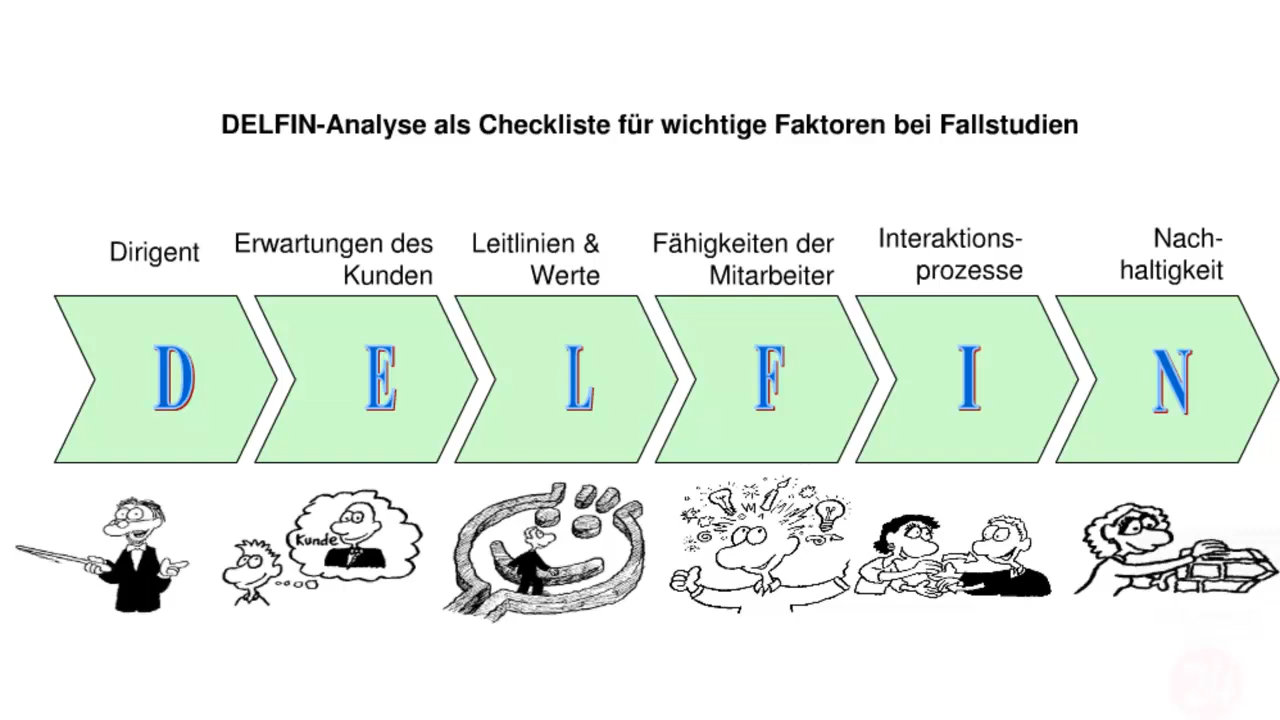 DELFIN-Analyse als Checkliste für wichtige Faktoren bei Fallstudien
Dirigent
Erwartungen des
Kunden
Leitlinien &
Werte
Fähigkeiten der
Mitarbeiter
Interaktions-
prozesse
Nach-
haltigkeit
D
E
L
F
I
N
Kunde